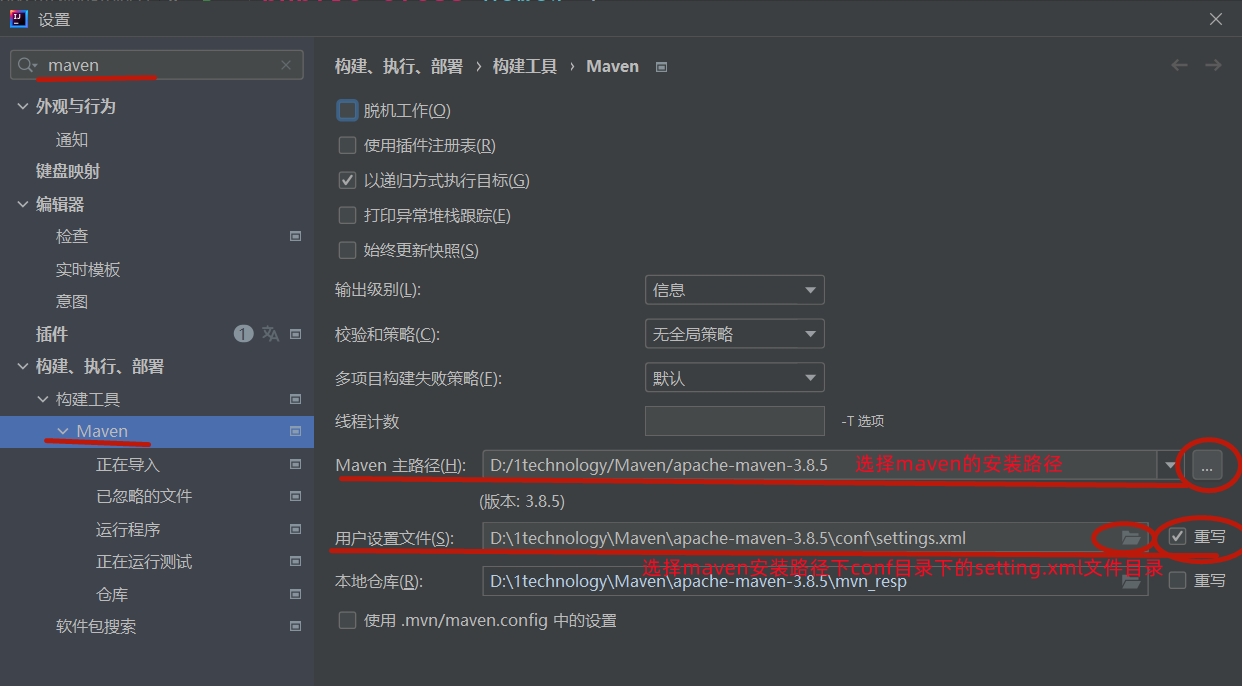 设置
maven
构建、执行、部署 › 构建工具 › Maven
外观与行为
通知
键盘映射
编辑器
检查
实时模板
意图
插件 1
构建、执行、部署
构建工具
Maven
正在导入
已忽略的文件
运行程序
正在运行测试
仓库
软件包搜索
脱机工作(O)
使用插件注册表(R)
以递归方式执行目标(G)
打印异常堆栈跟踪(E)
始终更新快照(S)
输出级别(L): 信息
校验和策略(C): 无全局策略
多项目构建失败策略(F): 默认
线程计数 -T 选项
Maven 主路径(H): D:/1technology/Maven/apache-maven-3.8.5 选择maven的安装路径 ...
(版本: 3.8.5)
用户设置文件(S): D:\1technology\Maven\apache-maven-3.8.5\conf\settings.xml 重写
选择maven安装路径下conf目录下的setting.xml文件目录
本地仓库(R): D:\1technology\Maven\apache-maven-3.8.5\mvn_resp 重写
使用 .mvn/maven.config 中的设置